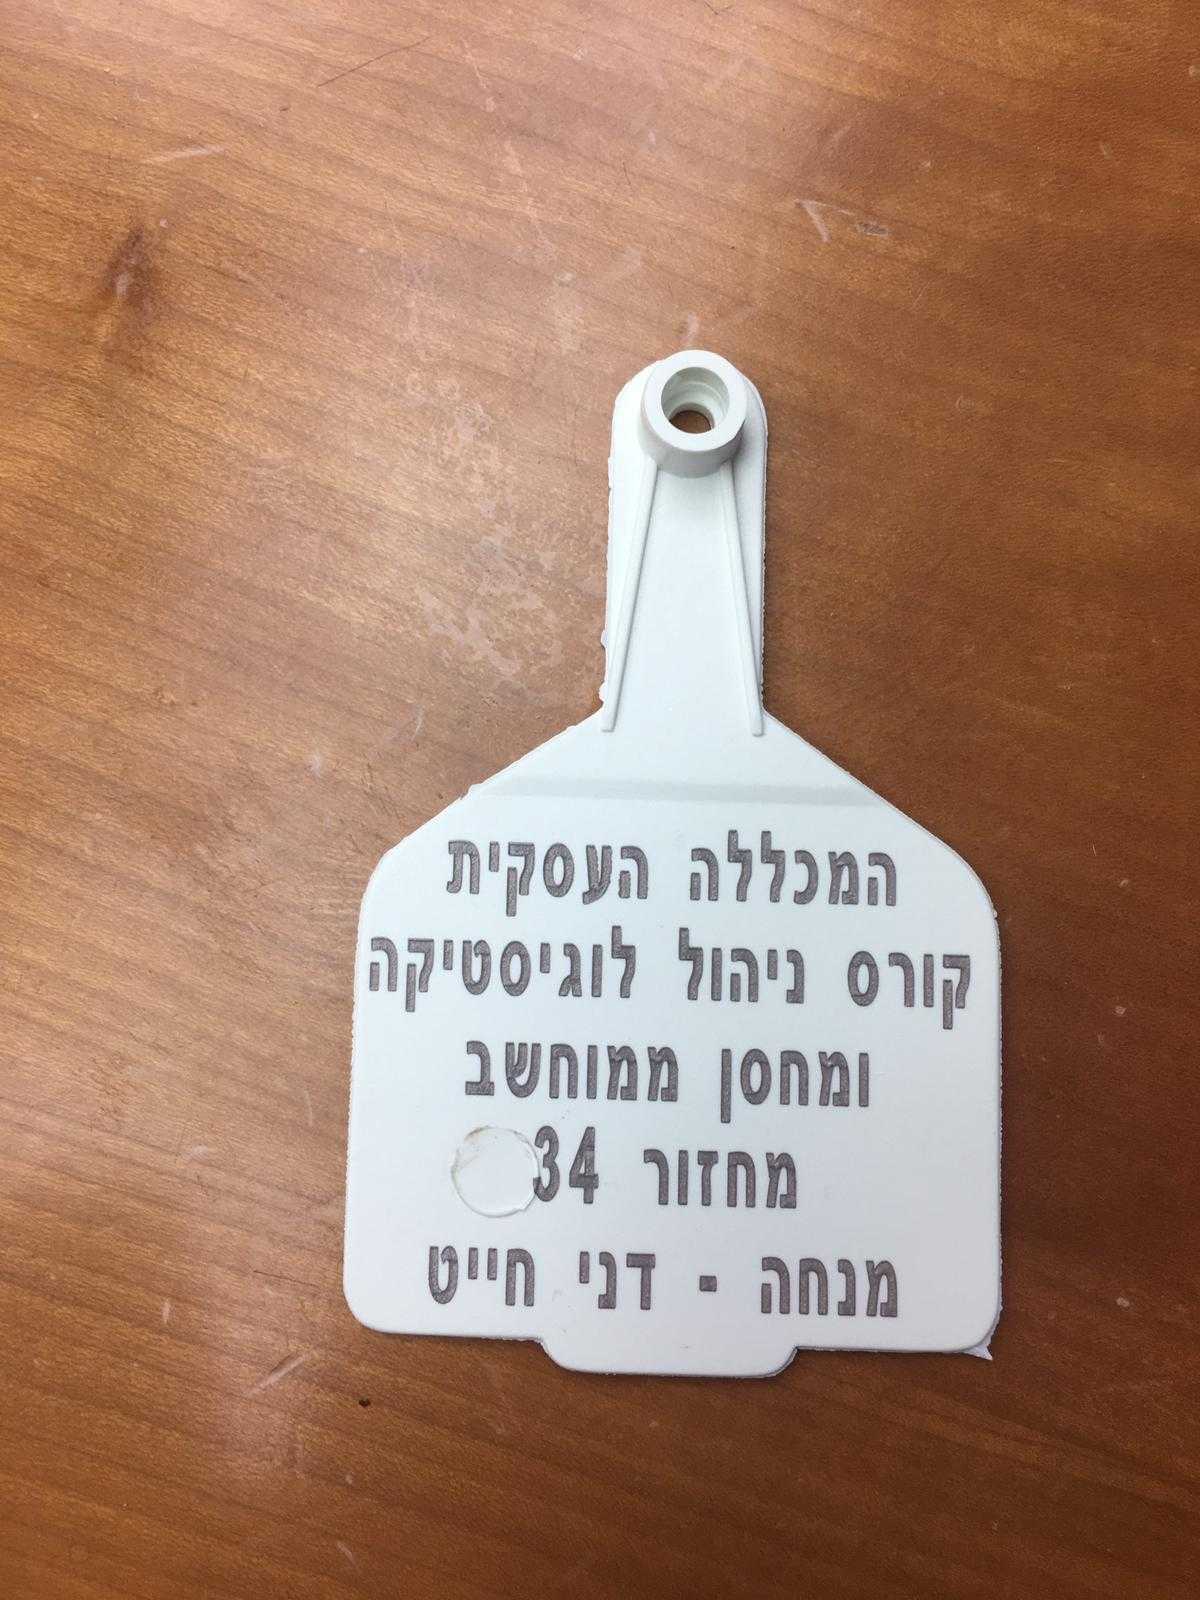 המכללה העסקית
קורס ניהול לוגיסטיקה
ומחסן ממוחשב
מחזור 34
מנחה - דני חייט